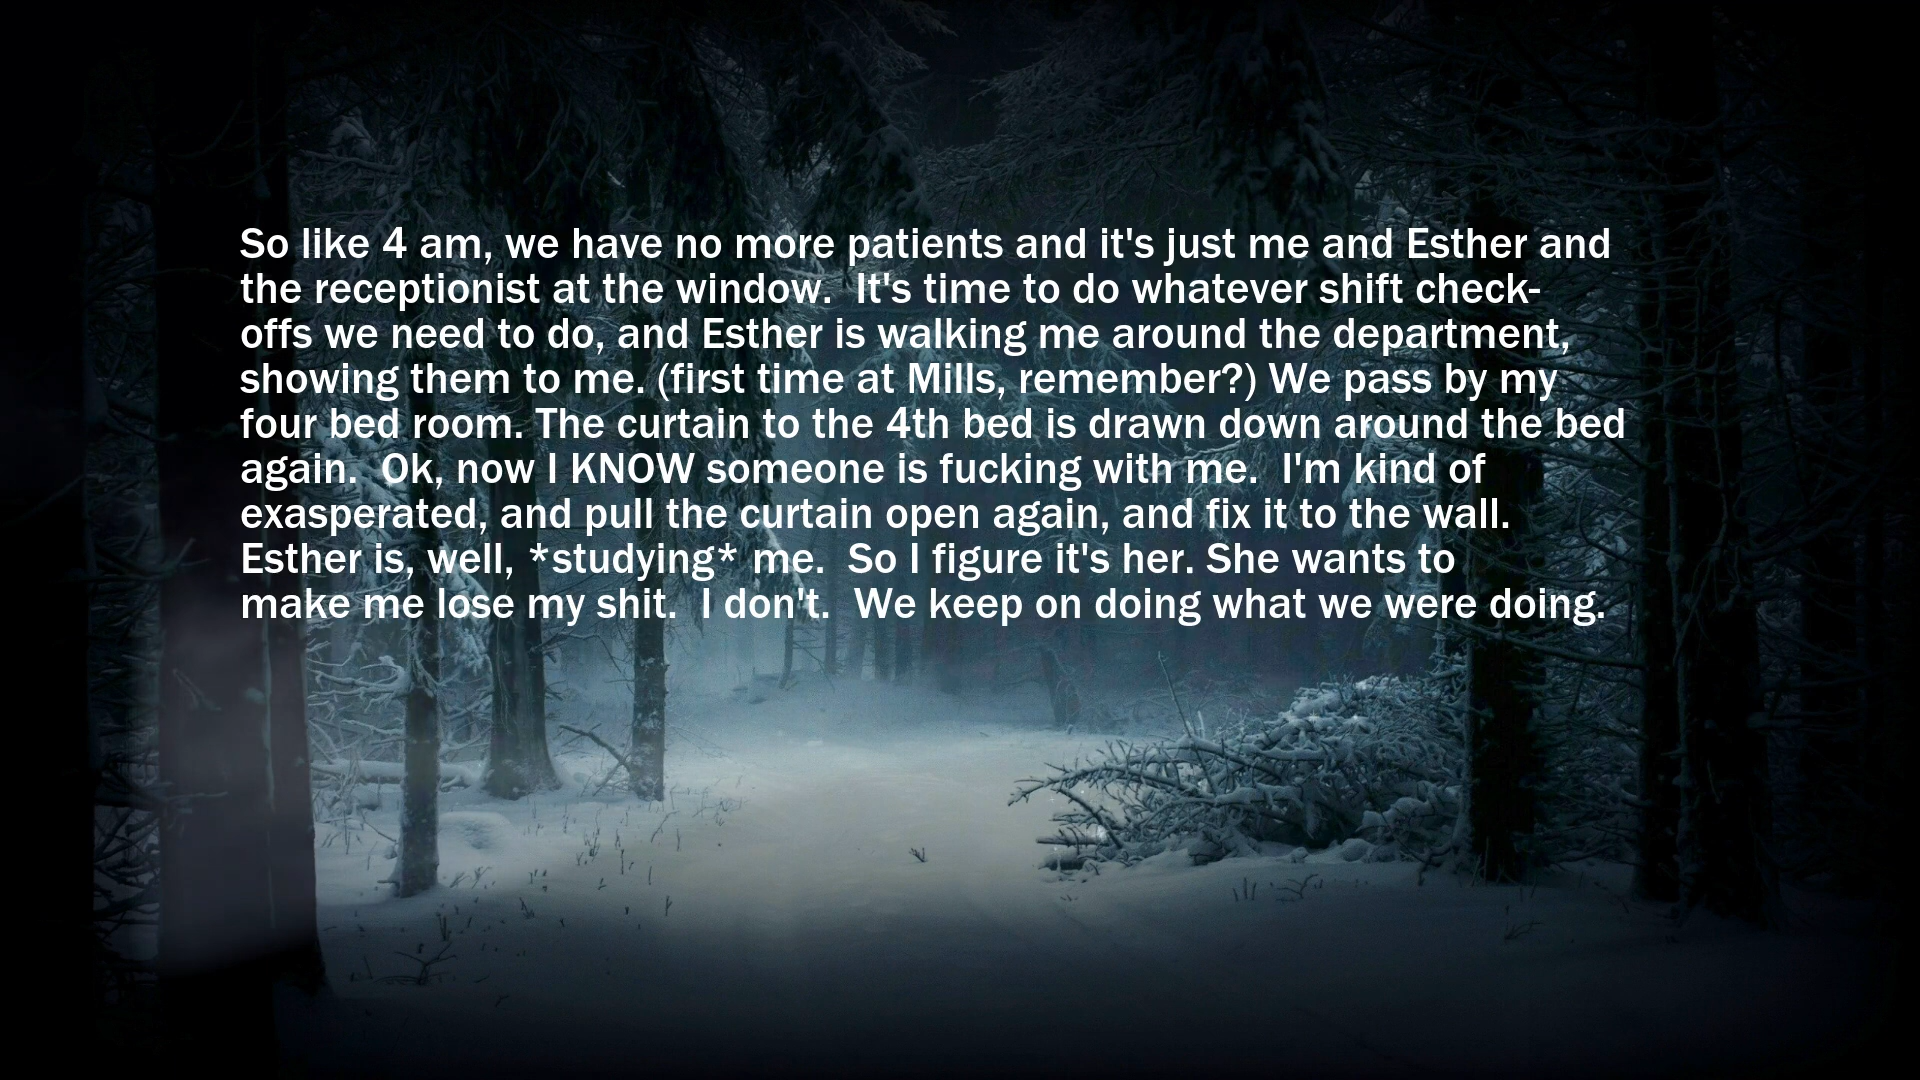 So like 4 am, we have no more patients and it's just me and Esther and
the receptionist at the window.  It's time to do whatever shift check-
offs we need to do, and Esther is walking me around the department,
showing them to me. (first time at Mills, remember?) We pass by my
four bed room. The curtain to the 4th bed is drawn down around the bed
again.  Ok, now I KNOW someone is fucking with me.  I'm kind of
exasperated, and pull the curtain open again, and fix it to the wall.
Esther is, well, *studying* me.  So I figure it's her. She wants to
make me lose my shit.  I don't.  We keep on doing what we were doing.